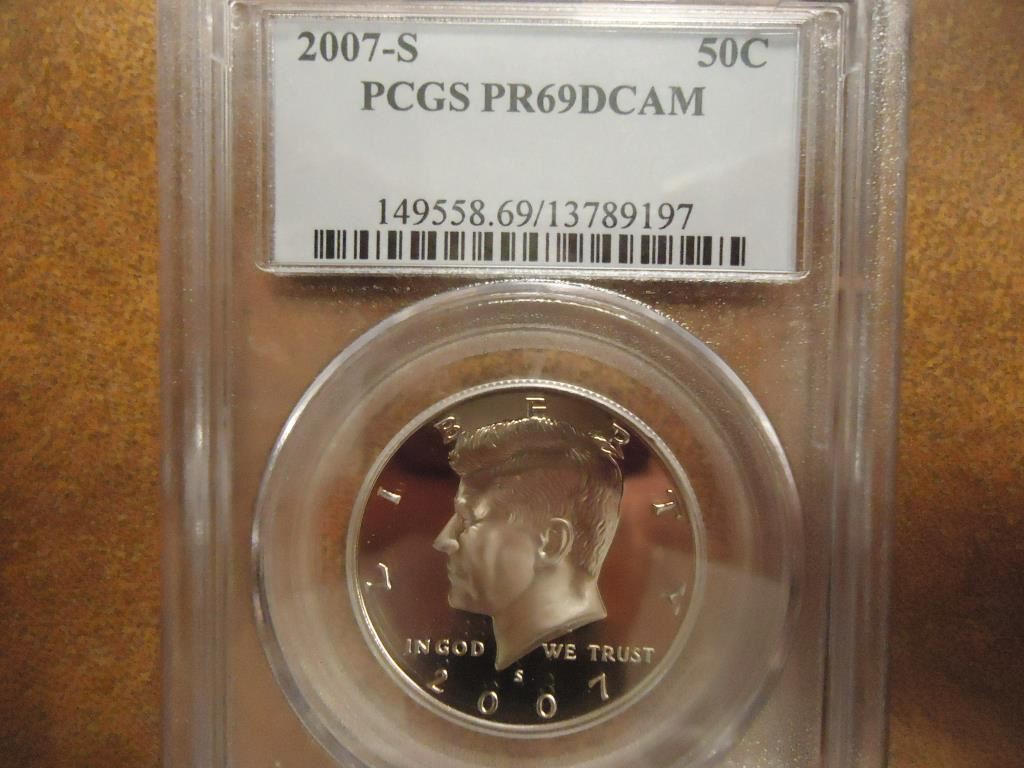 2007-S 50C
PCGS PR69DCAM
149558.69/13789197
LIBERTY
IN GOD WE TRUST
S
2007